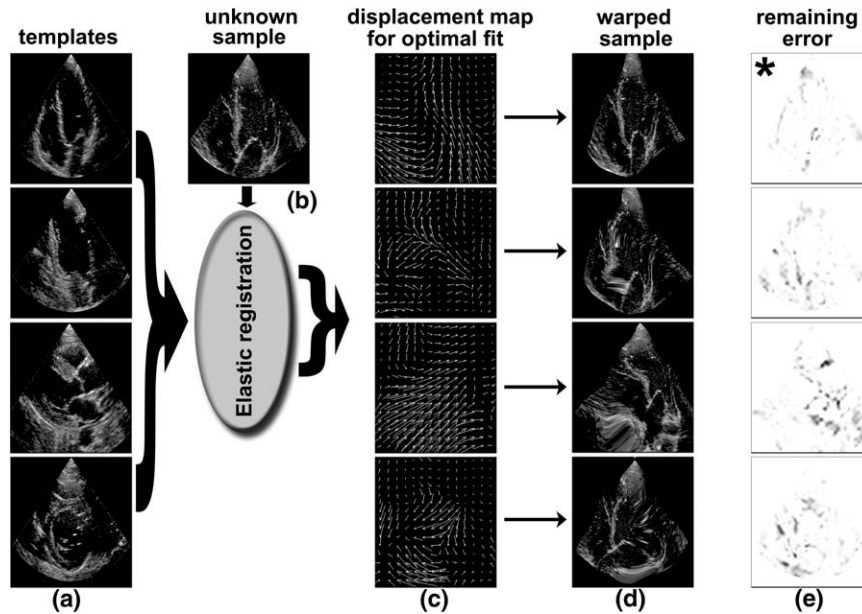 templates
unknown
sample
displacement map
for optimal fit
warped
sample
remaining
error
*
(b)
Elastic registration
(a)
(c)
(d)
(e)